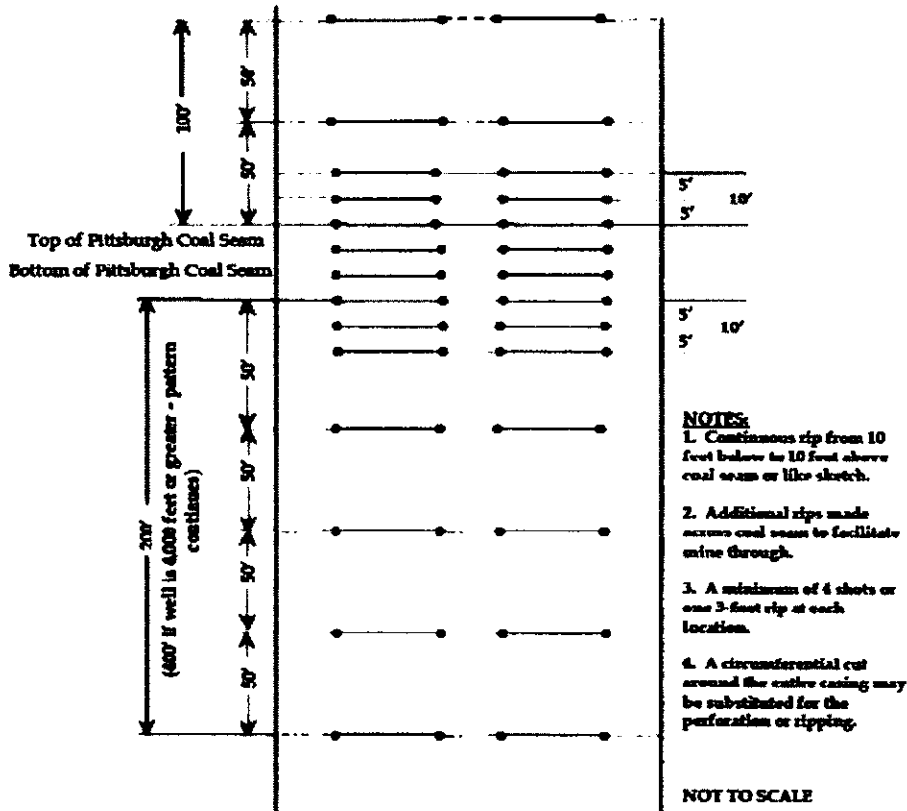 50'
100'
50'
5'
10'
5'
Top of Pittsburgh Coal Seam
Bottom of Pittsburgh Coal Seam
5'
10'
5'
50'
200'
(400' if well is 4,000 feet or greater - pattern
continues)
50'
50'
50'
NOTES:
1. Continuous rip from 10
feet below to 10 feet above
coal seam or like sketch.
2. Additional rips made
across coal seam to facilitate
mine through.
3. A minimum of 4 shots or
one 3-foot rip at each
location.
4. A circumferential cut
around the entire casing may
be substituted for the
perforation or ripping.
NOT TO SCALE